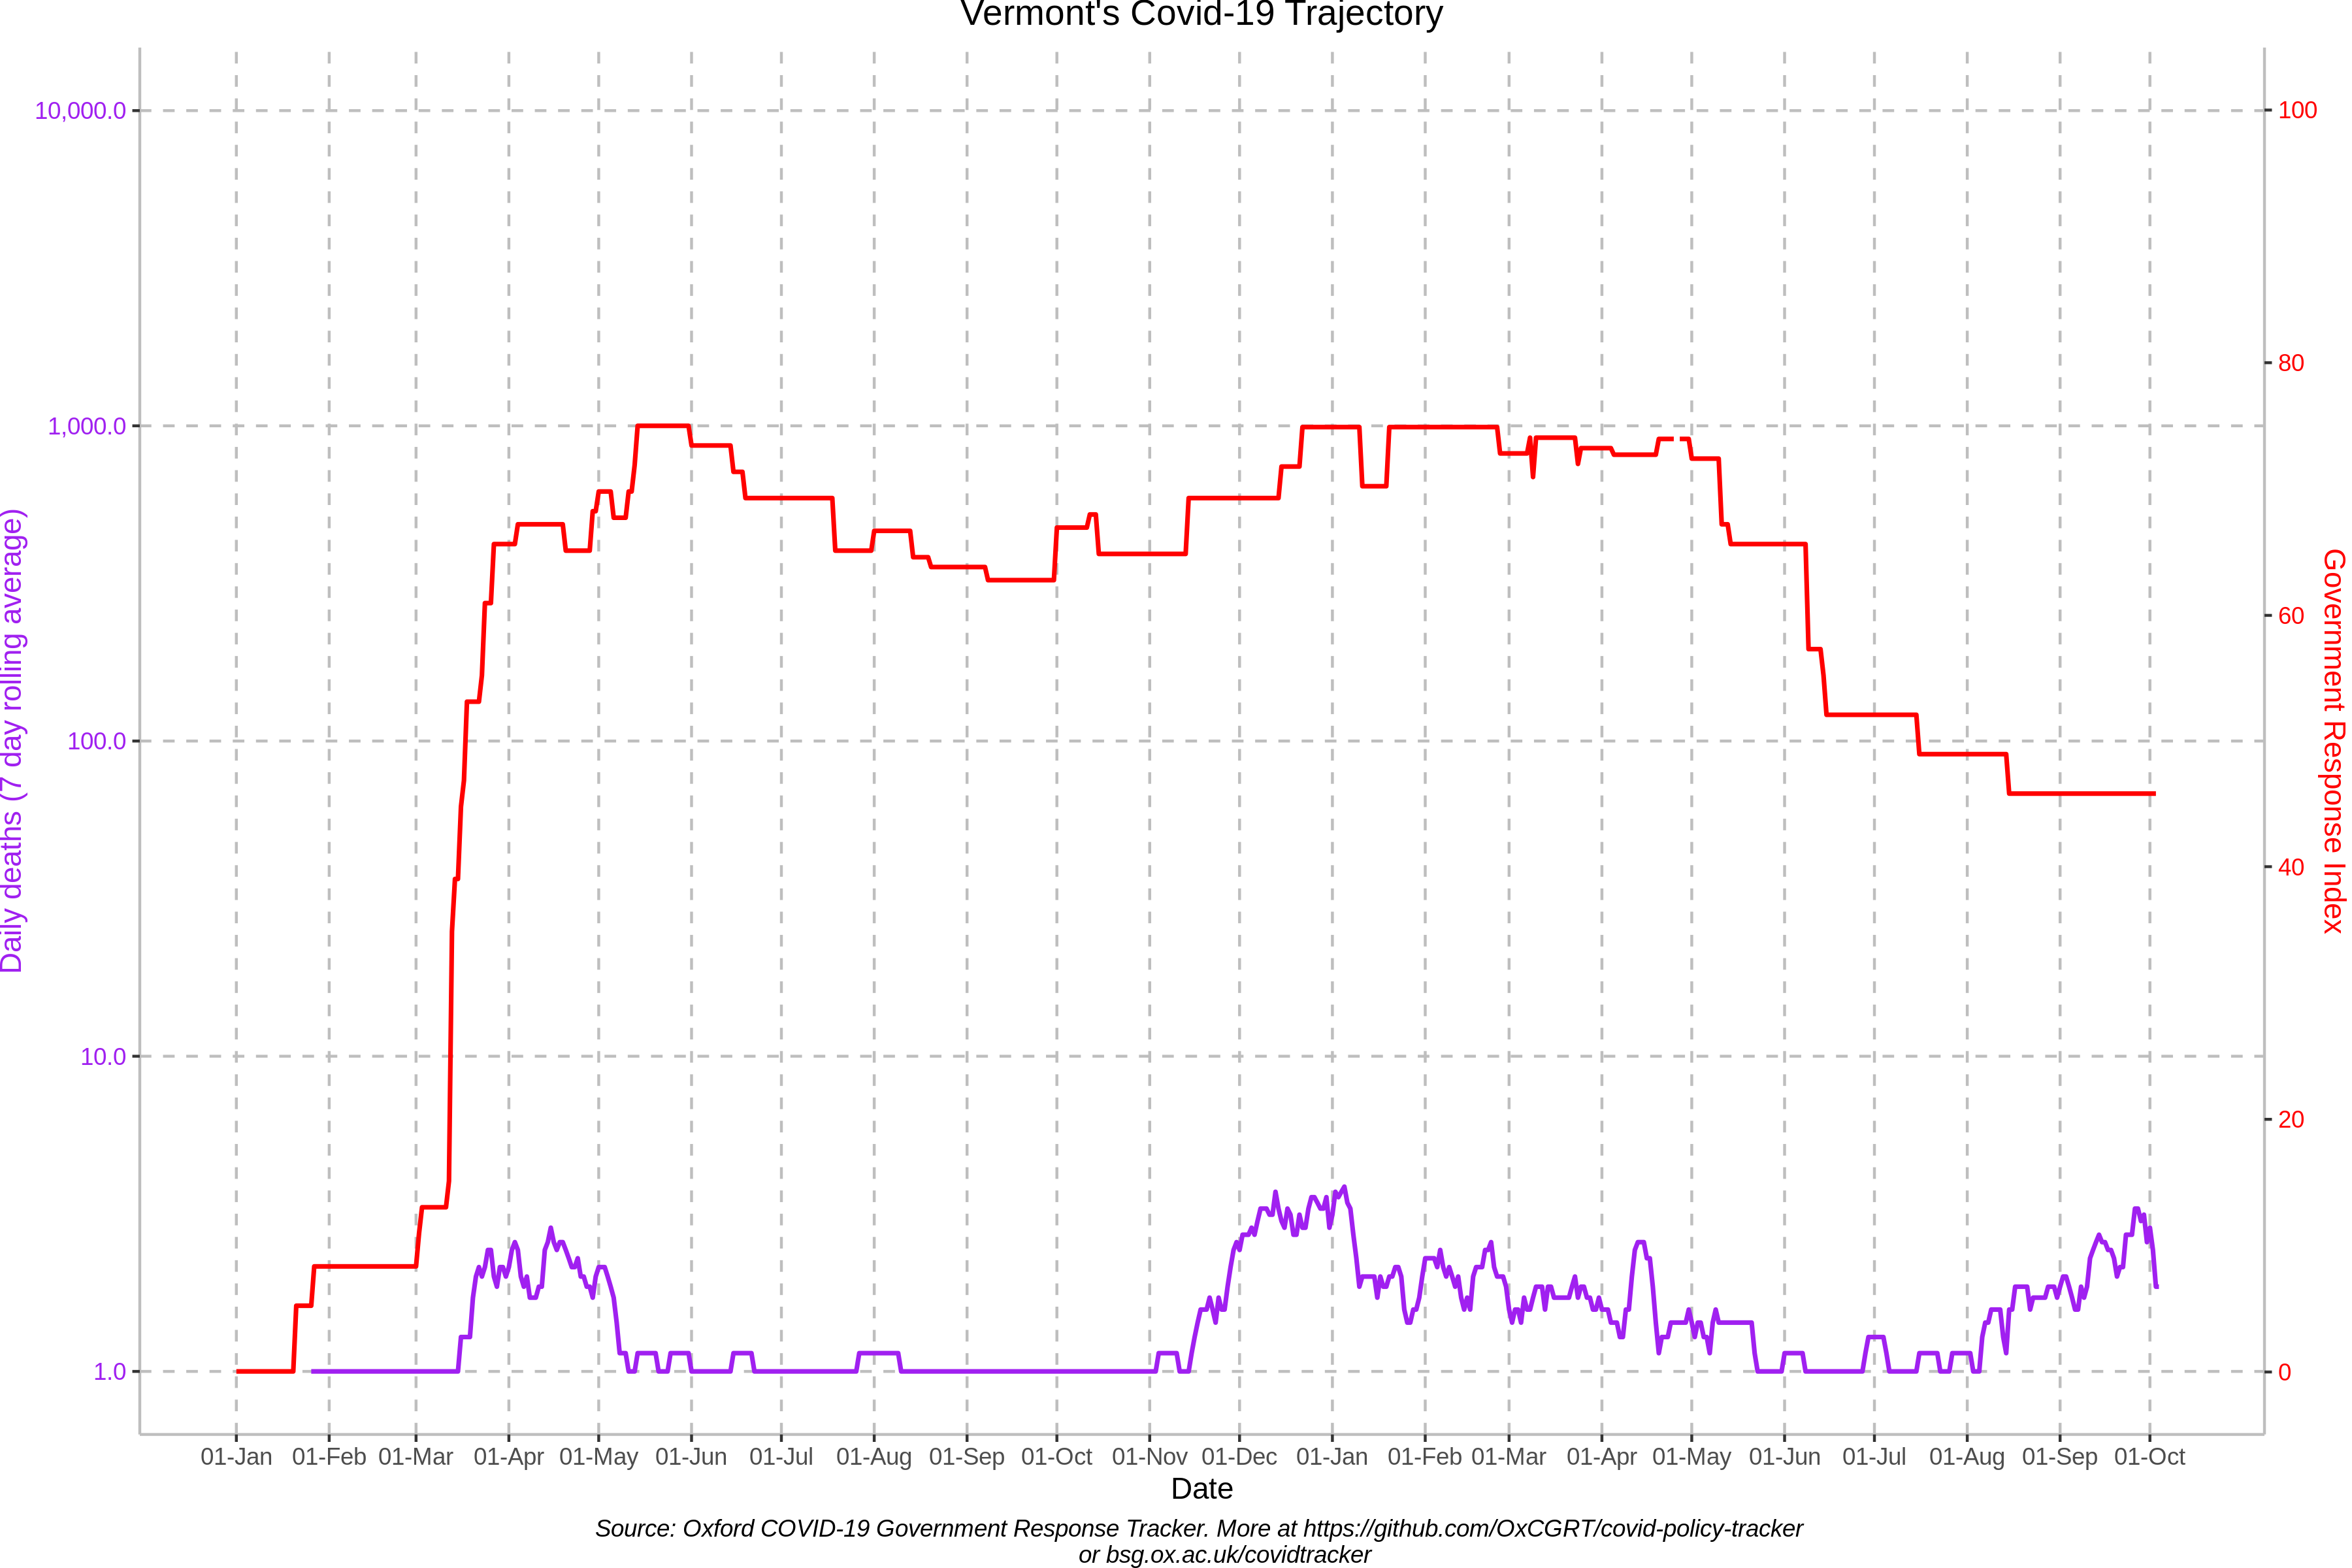 Vermont's Covid-19 Trajectory
10,000.0
1,000.0
100.0
10.0
1.0
Daily deaths (7 day rolling average)
100
80
60
40
20
0
Government Response Index
01-Jan 01-Feb 01-Mar 01-Apr 01-May 01-Jun 01-Jul 01-Aug 01-Sep 01-Oct 01-Nov 01-Dec 01-Jan 01-Feb 01-Mar 01-Apr 01-May 01-Jun 01-Jul 01-Aug 01-Sep 01-Oct
Date
Source: Oxford COVID-19 Government Response Tracker. More at https://github.com/OxCGRT/covid-policy-tracker
or bsg.ox.ac.uk/covidtracker